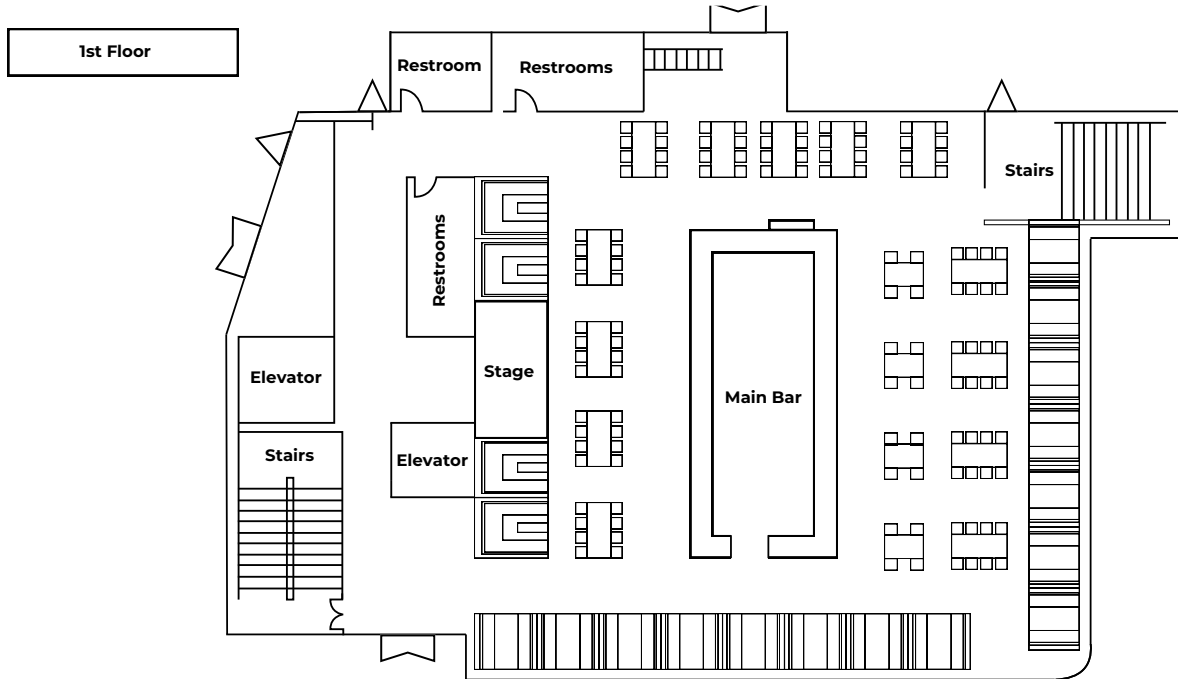 1st Floor
Restroom
Restrooms
Stairs
Restrooms
Elevator
Stage
Main Bar
Stairs
Elevator